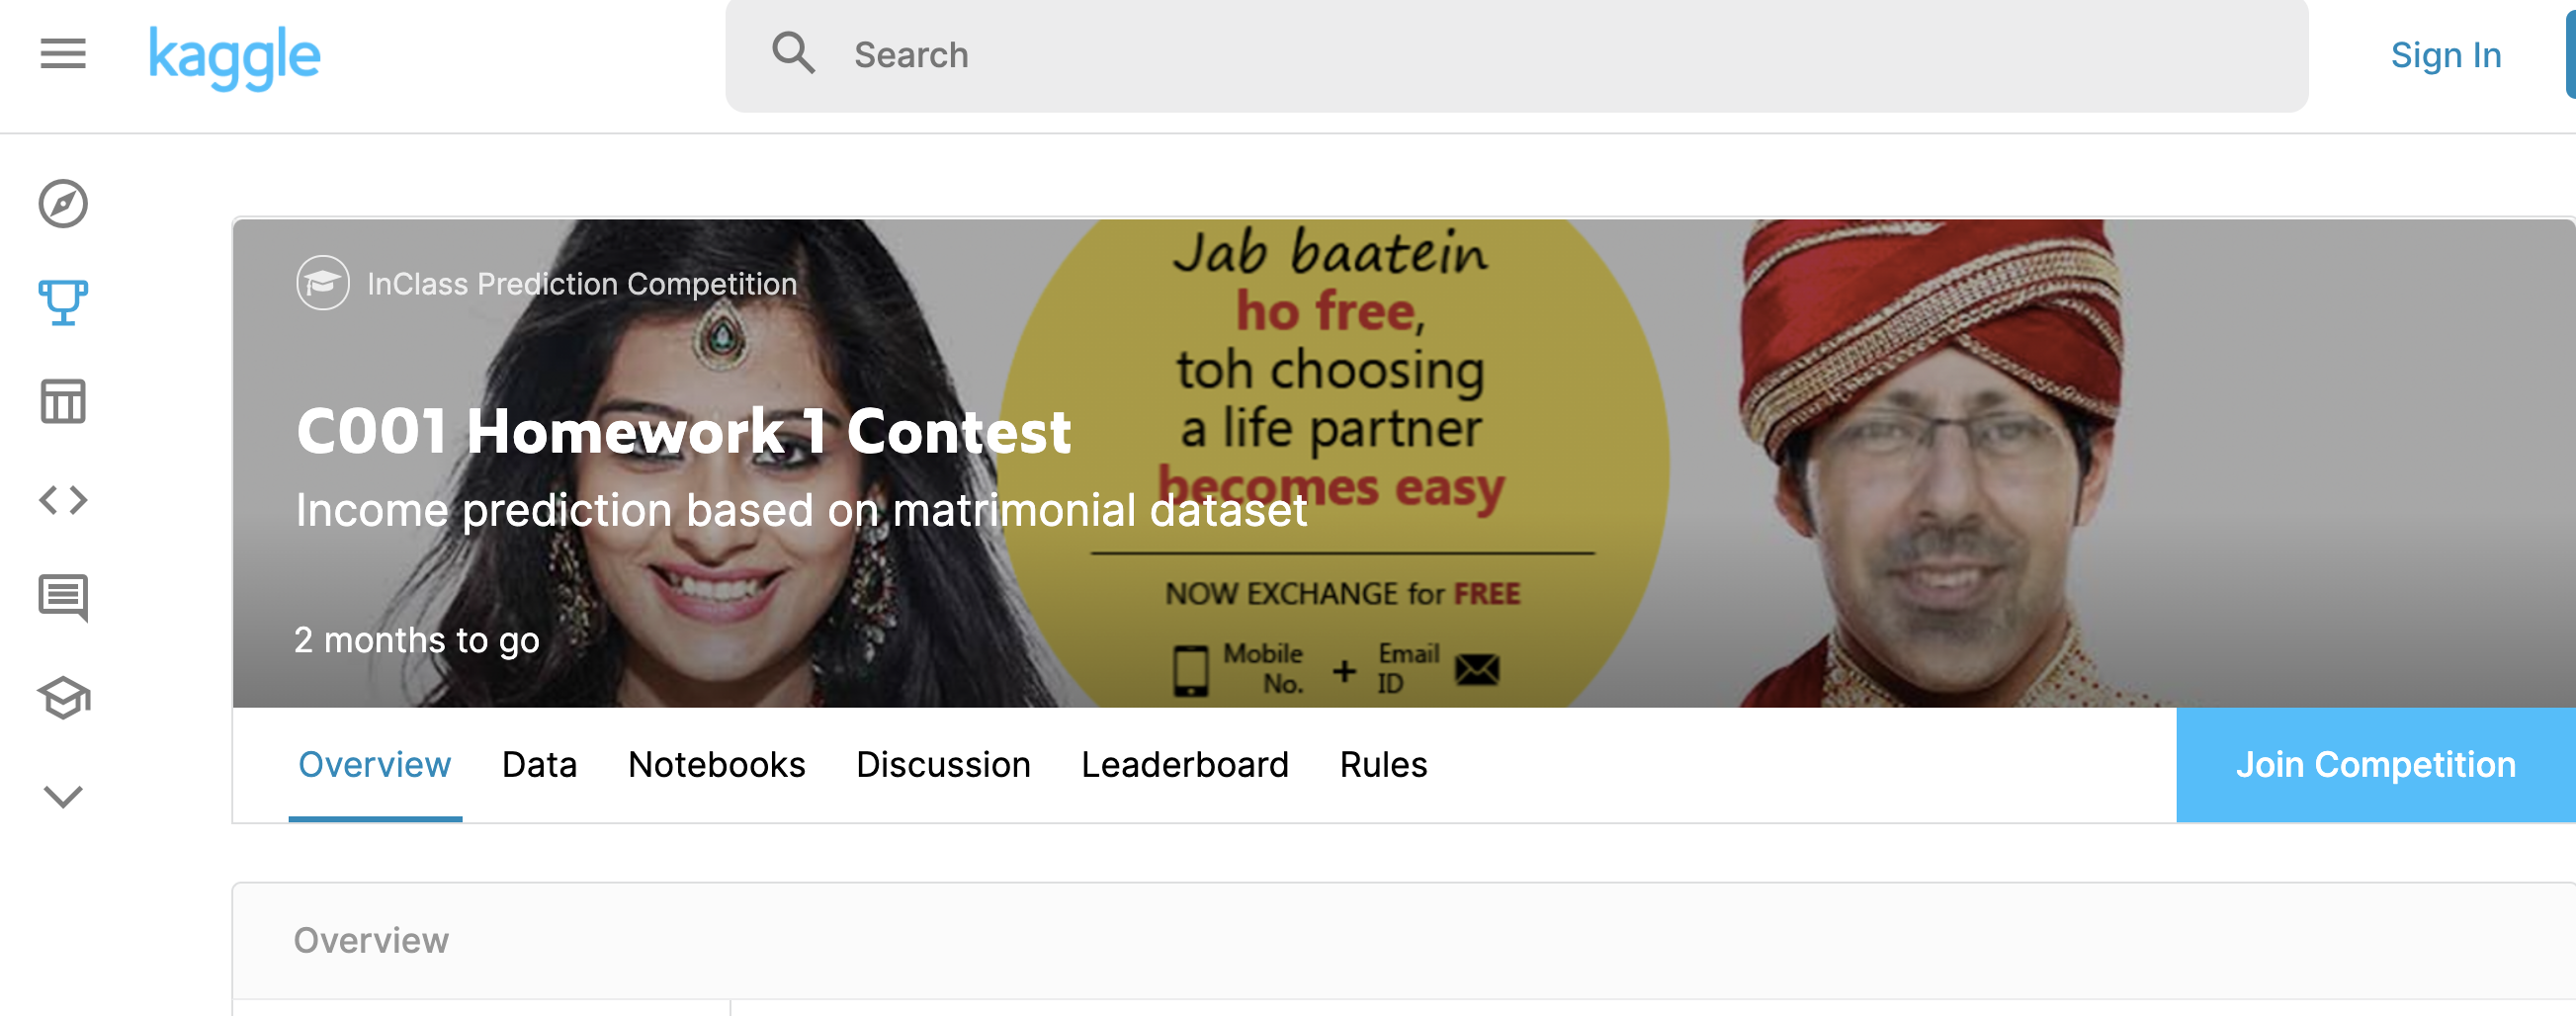 kaggle
Search
Sign In
InClass Prediction Competition
C001 Homework 1 Contest
Income prediction based on matrimonial dataset
2 months to go
Jab baatein
ho free,
toh choosing
a life partner
becomes easy
NOW EXCHANGE for FREE
Mobile No. + Email ID
Overview Data Notebooks Discussion Leaderboard Rules
Join Competition
Overview